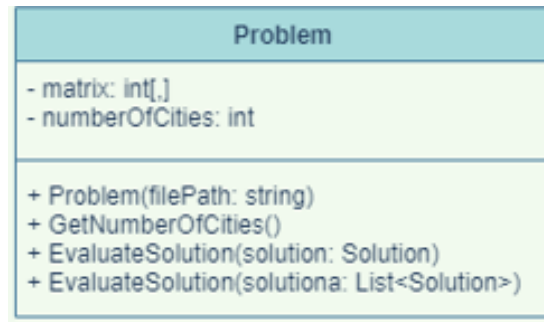 Problem
- matrix: int[,]
- numberOfCities: int
+ Problem(filePath: string)
+ GetNumberOfCities()
+ EvaluateSolution(solution: Solution)
+ EvaluateSolution(solutiona: List<Solution>)